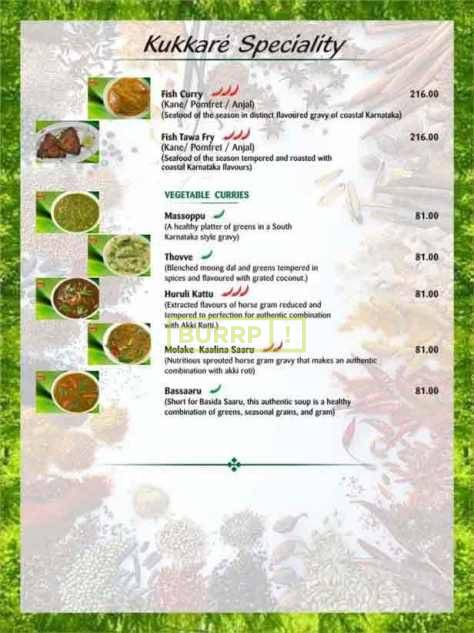 Kukkaré Speciality
Fish Curry 216.00
(Kane/ Pomfret / Anjal)
(Seafood of the season in distinct flavoured gravy of coastal Karnataka)
Fish Tawa Fry 216.00
(Kane/ Pomfret / Anjal)
(Seafood of the season tempered and roasted with
coastal Karnataka flavours)
VEGETABLE CURRIES
Massoppu 81.00
(A healthy platter of greens in a South
Karnataka style gravy)
Thovve 81.00
(Blenched moong dal and greens tempered in
spices and flavoured with grated coconut.)
Huruli Kattu 81.00
(Extracted flavours of horse gram reduced and
tempered to perfection for authentic combination
with Akki Rotti.)
BURRP!
Molake Kaalina Saaru 81.00
(Nutritious sprouted horse gram gravy that makes an authentic
combination with akki roti)
Bassaaru 81.00
(Short for Basida Saaru, this authentic soup is a healthy
combination of greens, seasonal grains, and gram)